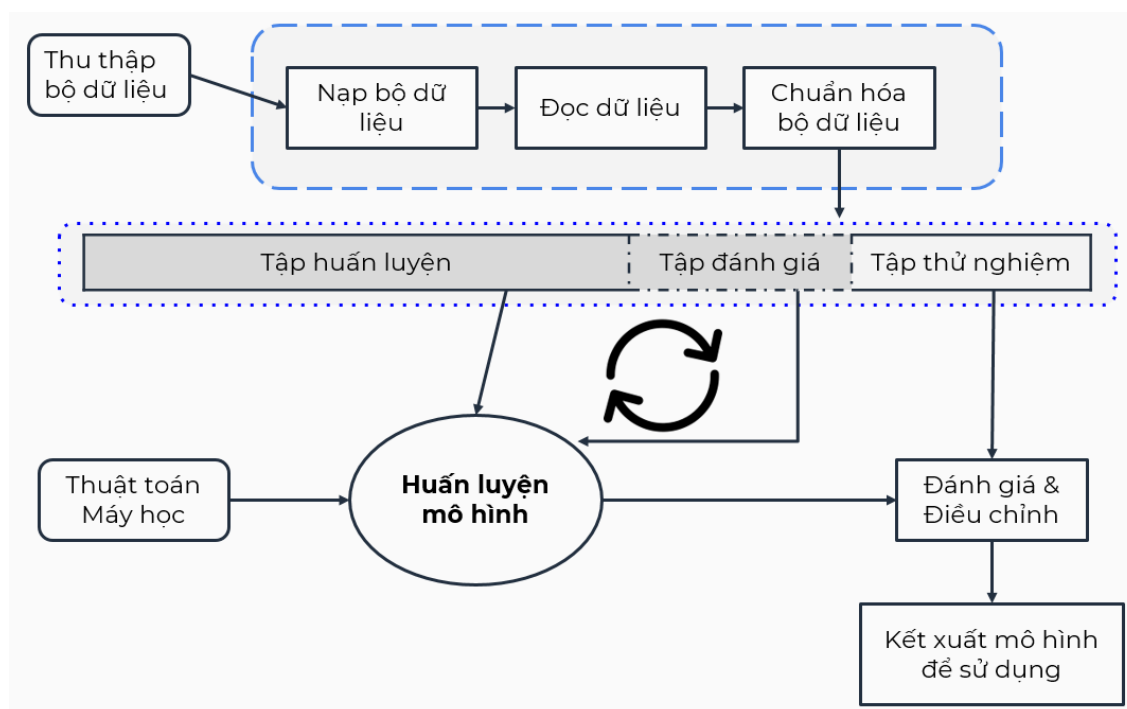 Thu thập
bộ dữ liệu
Nạp bộ dữ
liệu
Đọc dữ liệu
Chuẩn hóa
bộ dữ liệu
Tập huấn luyện
Tập đánh giá
Tập thử nghiệm
Thuật toán
Máy học
Huấn luyện
mô hình
Đánh giá &
Điều chỉnh
Kết xuất mô hình
để sử dụng